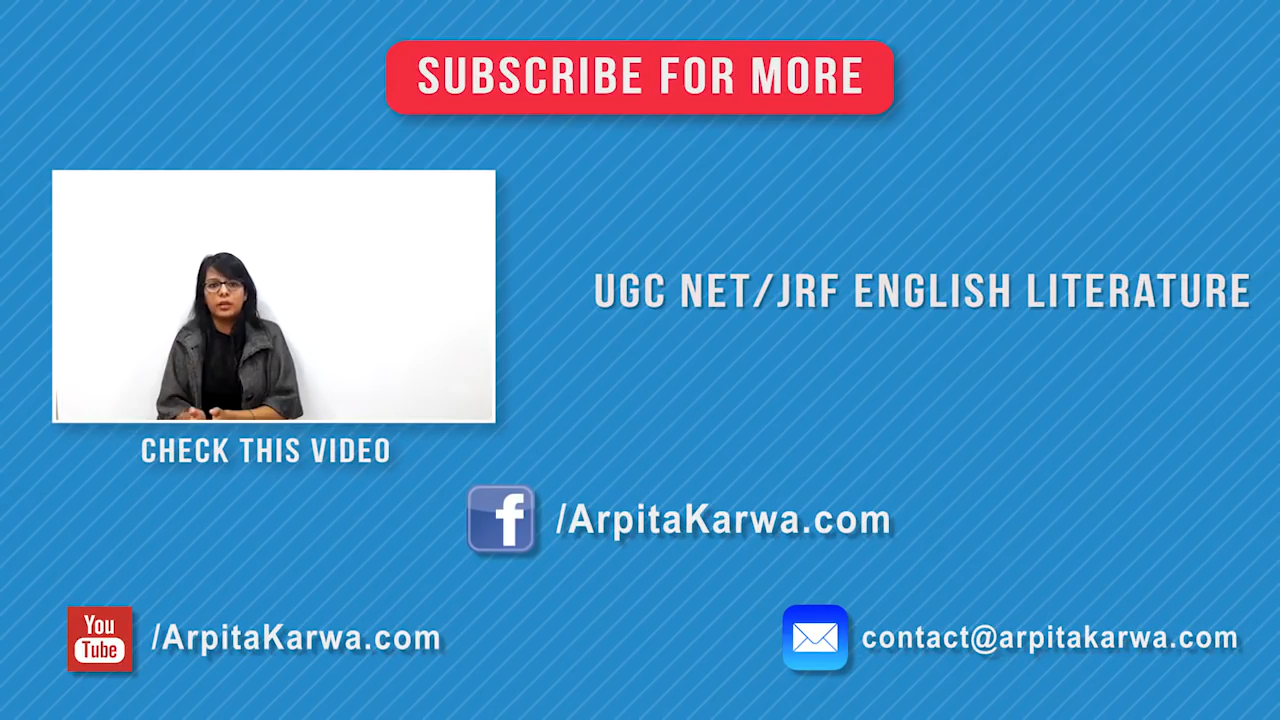 SUBSCRIBE FOR MORE
UGC NET/JRF ENGLISH LITERATURE
CHECK THIS VIDEO
f /ArpitaKarwa.com
You
Tube
/ArpitaKarwa.com
contact@arpitakarwa.com